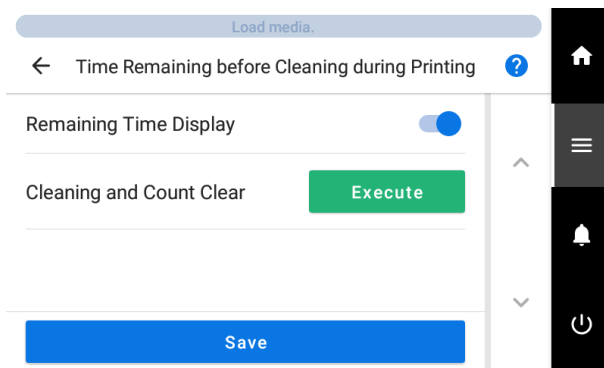 Load media.
Time Remaining before Cleaning during Printing
?
Remaining Time Display
Cleaning and Count Clear
Execute
Save